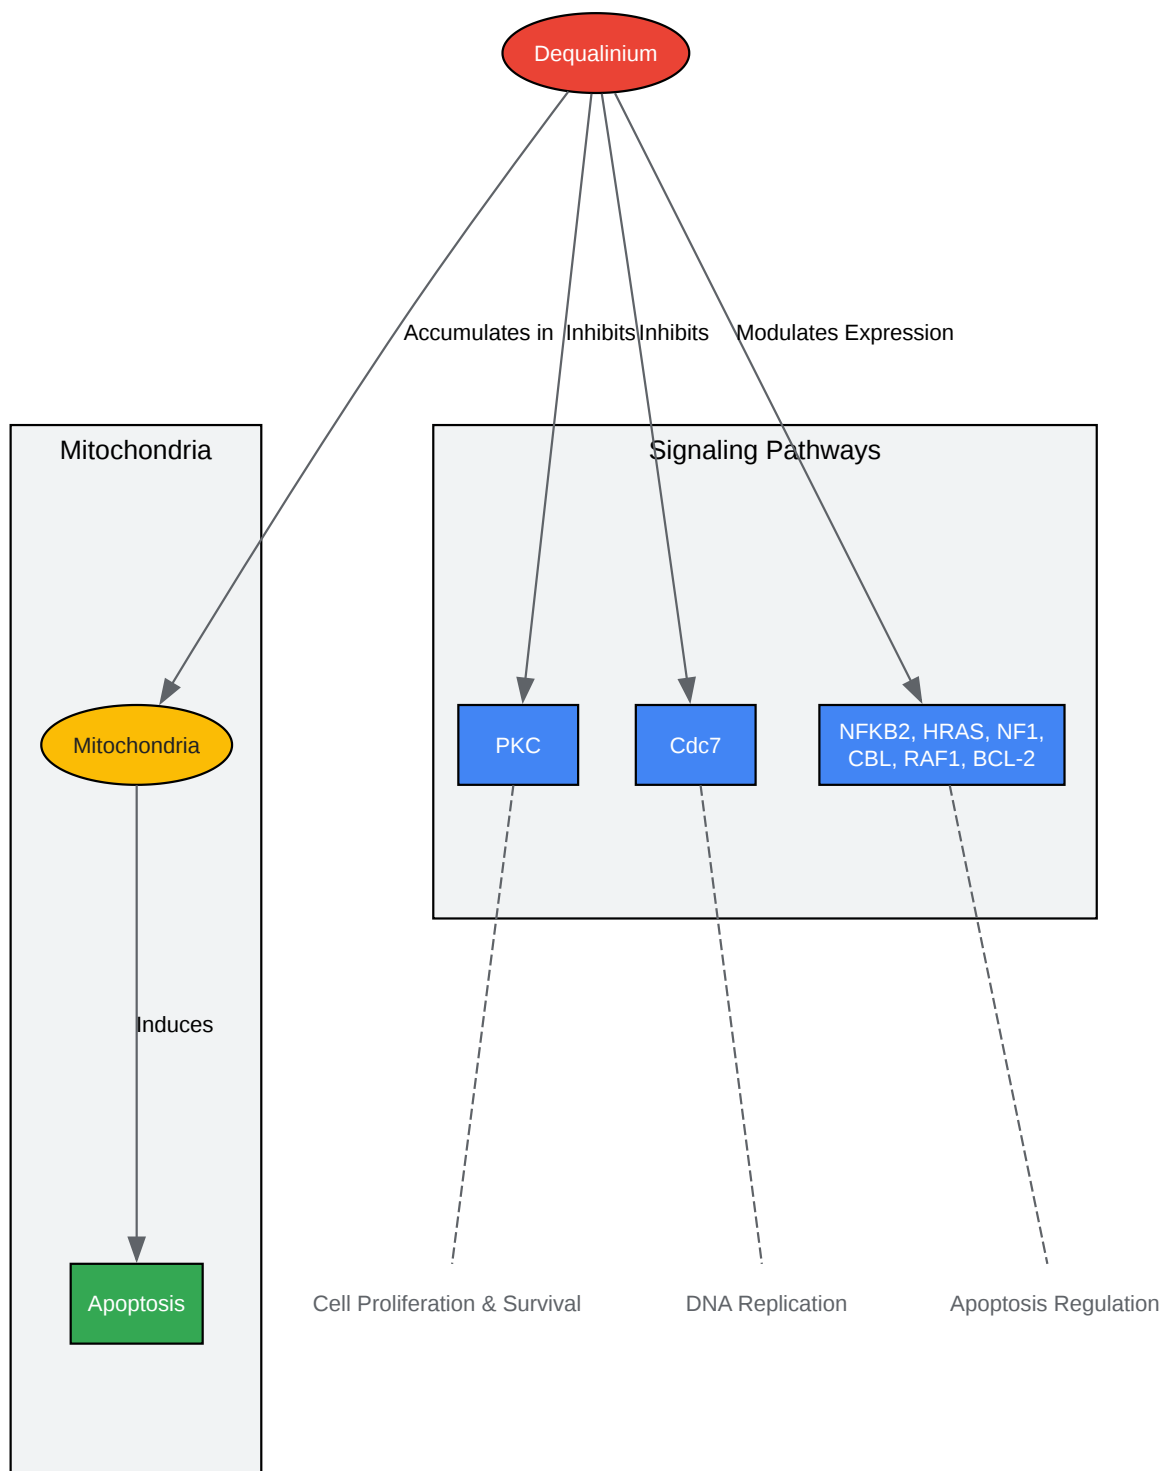 Dequalinium
Accumulates in
Inhibits
Inhibits
Modulates Expression
Mitochondria
Signaling Pathways
Mitochondria
PKC
Cdc7
NFKB2, HRAS, NF1,
CBL, RAF1, BCL-2
Induces
Apoptosis
Cell Proliferation & Survival
DNA Replication
Apoptosis Regulation